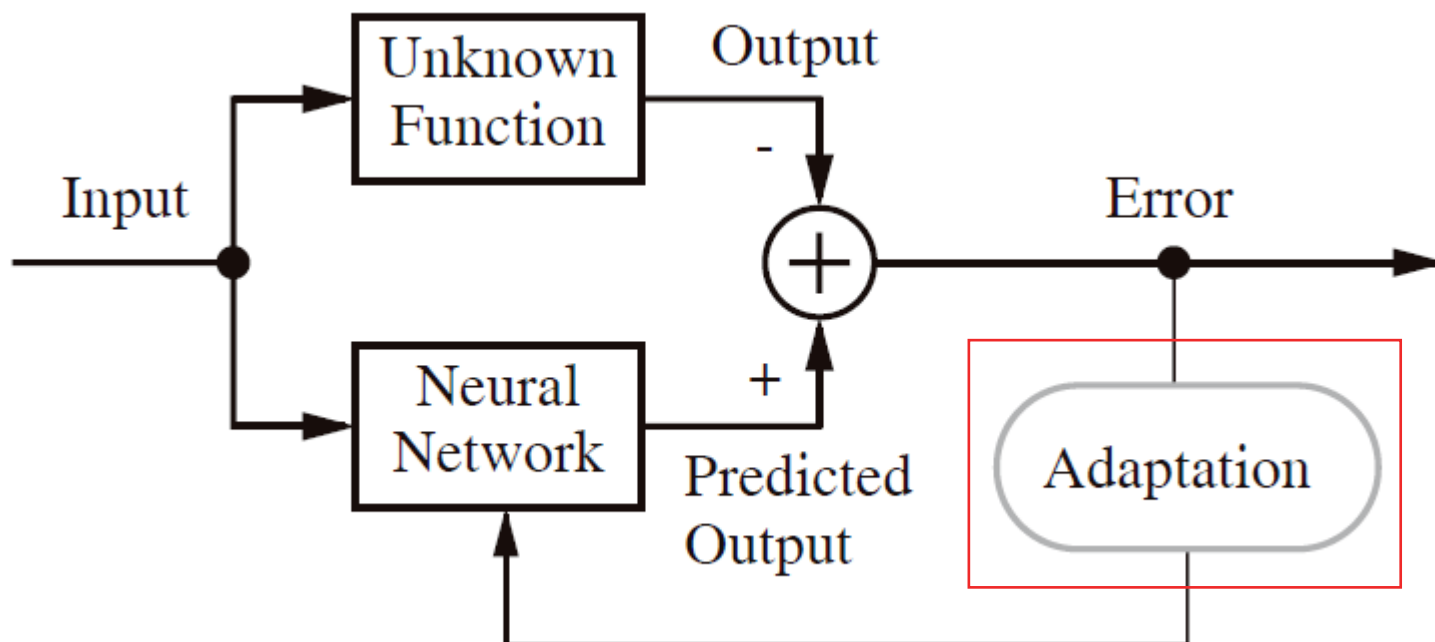 Unknown
Function
Output
-
Input
Error
+
Neural
Network
+
Predicted
Output
Adaptation